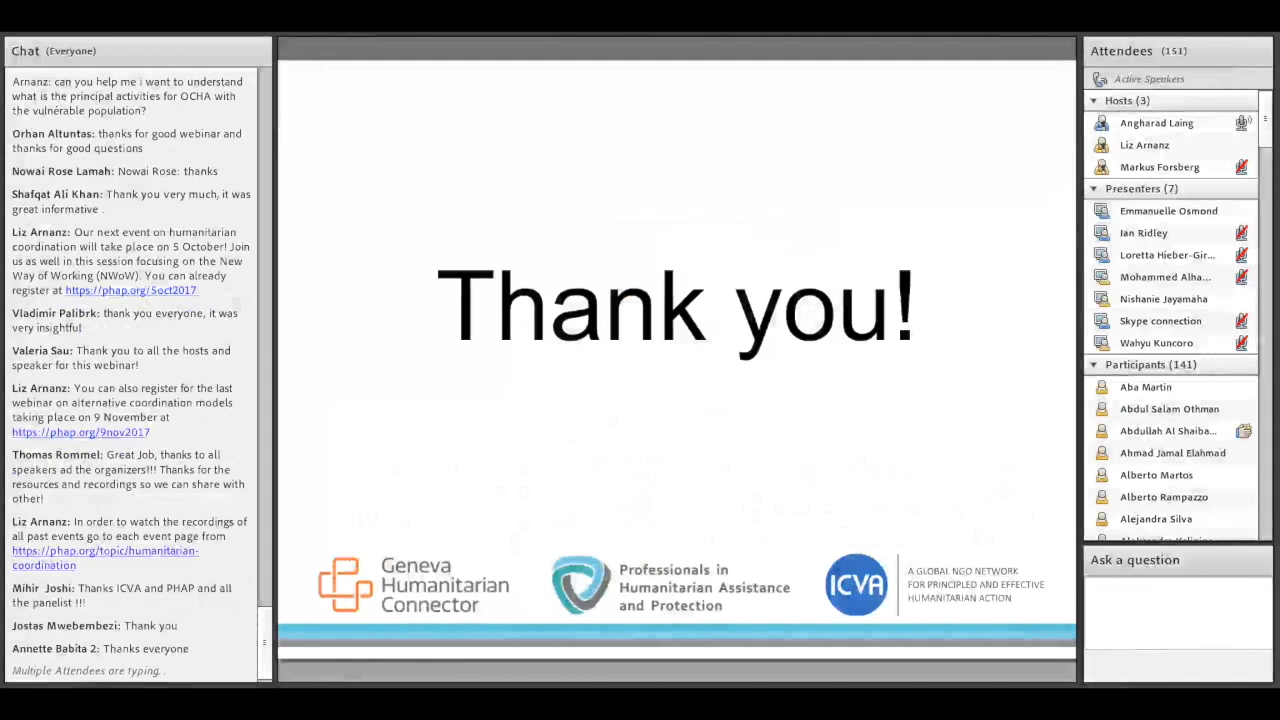 Chat (Everyone)
Arnanz: can you help me i want to understand
what is the principal activities for OCHA with
the vulnérable population?
Orhan Altuntas: thanks for good webinar and
thanks for good questions
Nowai Rose Lamah: Nowai Rose: thanks
Shafqat Ali Khan: Thank you very much, it was
great informative .
Liz Arnanz: Our next event on humanitarian
coordination will take place on 5 October! Join
us as well in this session focusing on the New
Way of Working (NWoW). You can already
register at https://phap.org/5oct2017
Vladimir Palibrk: thank you everyone, it was
very insightful
Valeria Sau: Thank you to all the hosts and
speaker for this webinar!
Liz Arnanz: You can also register for the last
webinar on alternative coordination models
taking place on 9 November at
https://phap.org/9nov2017
Thomas Rommel: Great Job, thanks to all
speakers ad the organizers!!! Thanks for the
resources and recordings so we can share with
other!
Liz Arnanz: In order to watch the recordings of
all past events go to each event page from
https://phap.org/topic/humanitarian-
coordination
Mihir Joshi: Thanks ICVA and PHAP and all
the panelist !!!
Jostas Mwebembezi: Thank you
Annette Babita 2: Thanks everyone
Multiple Attendees are typing..
Thank you!
Geneva
Humanitarian
Connector
Professionals in
Humanitarian Assistance
and Protection
ICVA
A GLOBAL NGO NETWORK
FOR PRINCIPLED AND EFFECTIVE
HUMANITARIAN ACTION
Attendees (151)
Active Speakers
Hosts (3)
Angharad Laing
Liz Arnanz
Markus Forsberg
Presenters (7)
Emmanuelle Osmond
Ian Ridley
Loretta Hieber-Gir...
Mohammed Alha...
Nishanie Jayamaha
Skype connection
Wahyu Kuncoro
Participants (141)
Aba Martin
Abdul Salam Othman
Abdullah Al Shaiba...
Ahmad Jamal Elahmad
Alberto Martos
Alberto Rampazzo
Alejandra Silva
Ask a question